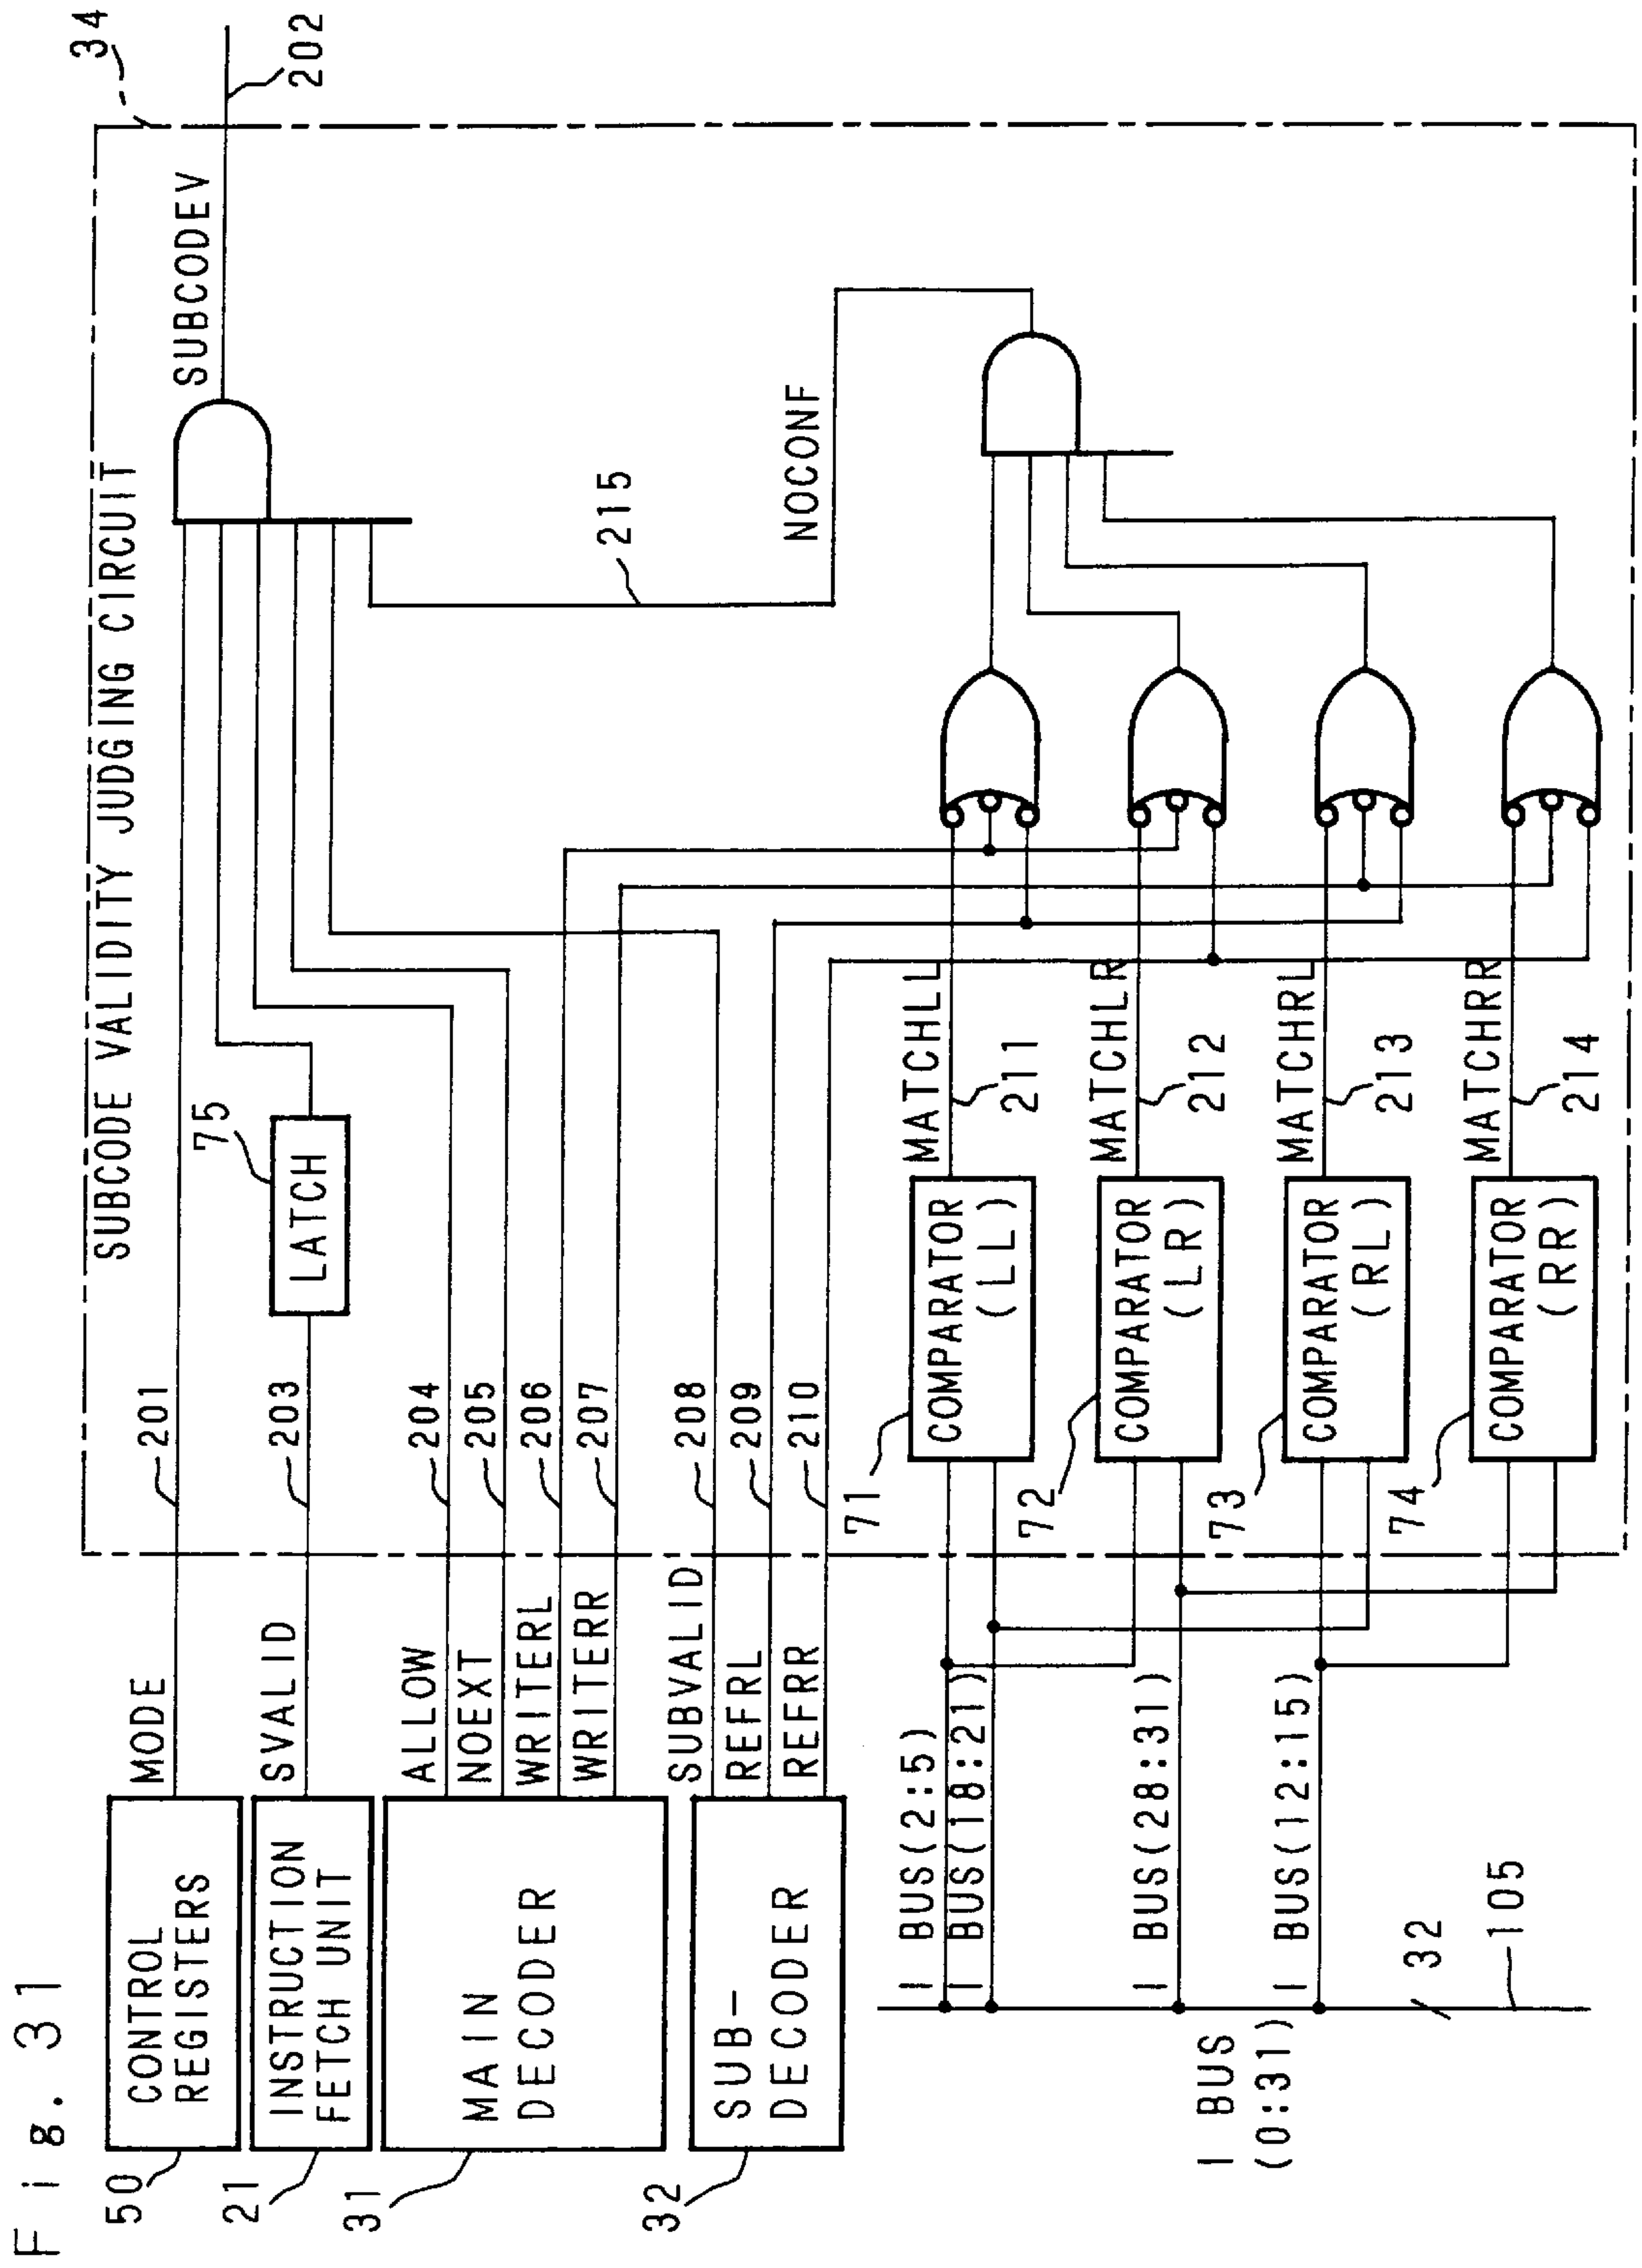 Fig. 31
50
CONTROL
REGISTERS
MODE
201
21
INSTRUCTION
FETCH UNIT
SVALID
203
LATCH
75
31
MAIN
DECODER
ALLOW
204
NOEXT
205
WRITERL
206
WRITERR
207
32
SUB-
DECODER
SUBVALID
208
REFRL
209
REFRR
210
SUBCODE VALIDITY JUDGING CIRCUIT
34
SUBCODEV
202
215
NOCONF
I BUS
(0:31)
32
105
I BUS(2:5)
I BUS(18:21)
I BUS(28:31)
I BUS(12:15)
71
COMPARATOR
(LL)
MATCHLL
211
72
COMPARATOR
(LR)
MATCHLR
212
73
COMPARATOR
(RL)
MATCHRL
213
74
COMPARATOR
(RR)
MATCHRR
214